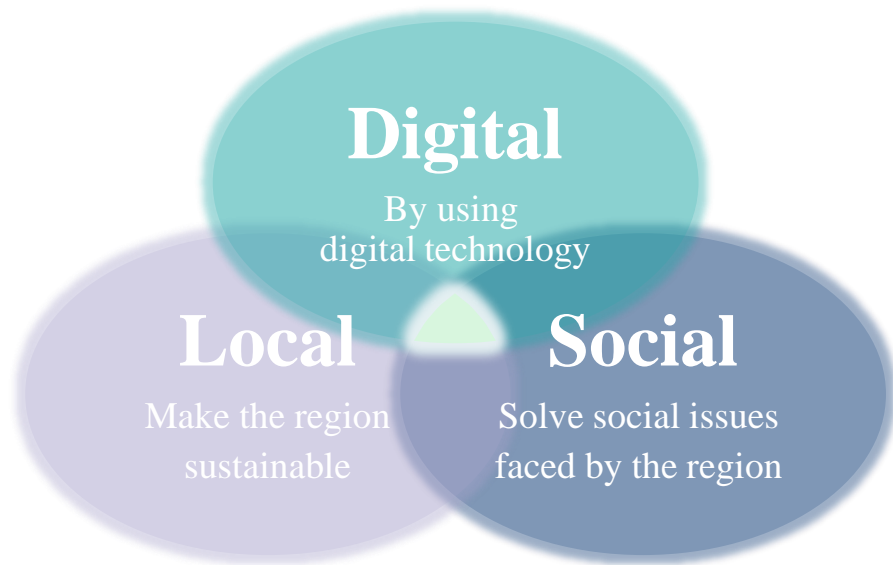 Digital
By using
digital technology
Local
Make the region
sustainable
Social
Solve social issues
faced by the region